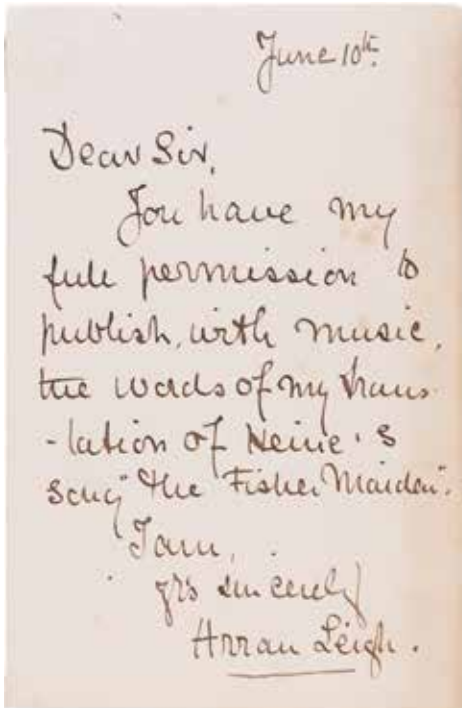 June 10th.
Dear Sir,
You have my
full permission to
publish, with music,
the words of my trans
-lation of Heine's
song "the Fisher Maiden".
I am,
yrs sincerely
Arran Leigh.